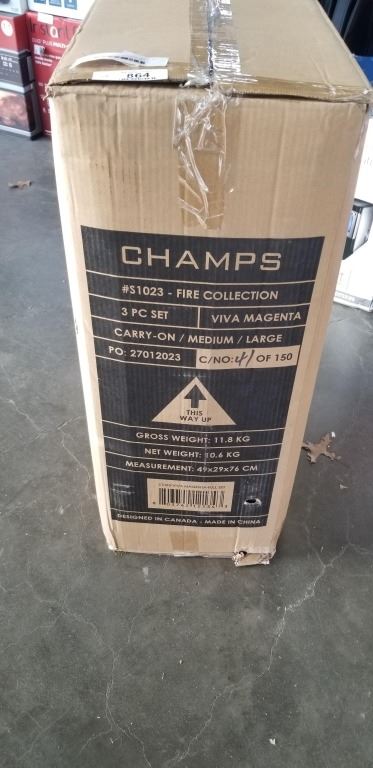 864
CHAMPS
#S1023 - FIRE COLLECTION
3 PC SET
VIVA MAGENTA
CARRY-ON / MEDIUM / LARGE
PO: 27012023
C/NO: 41 OF 150
THIS
WAY UP
GROSS WEIGHT: 11.8 KG
NET WEIGHT: 10.6 KG
MEASUREMENT: 49x29x76 CM
DESIGNED IN CANADA - MADE IN CHINA